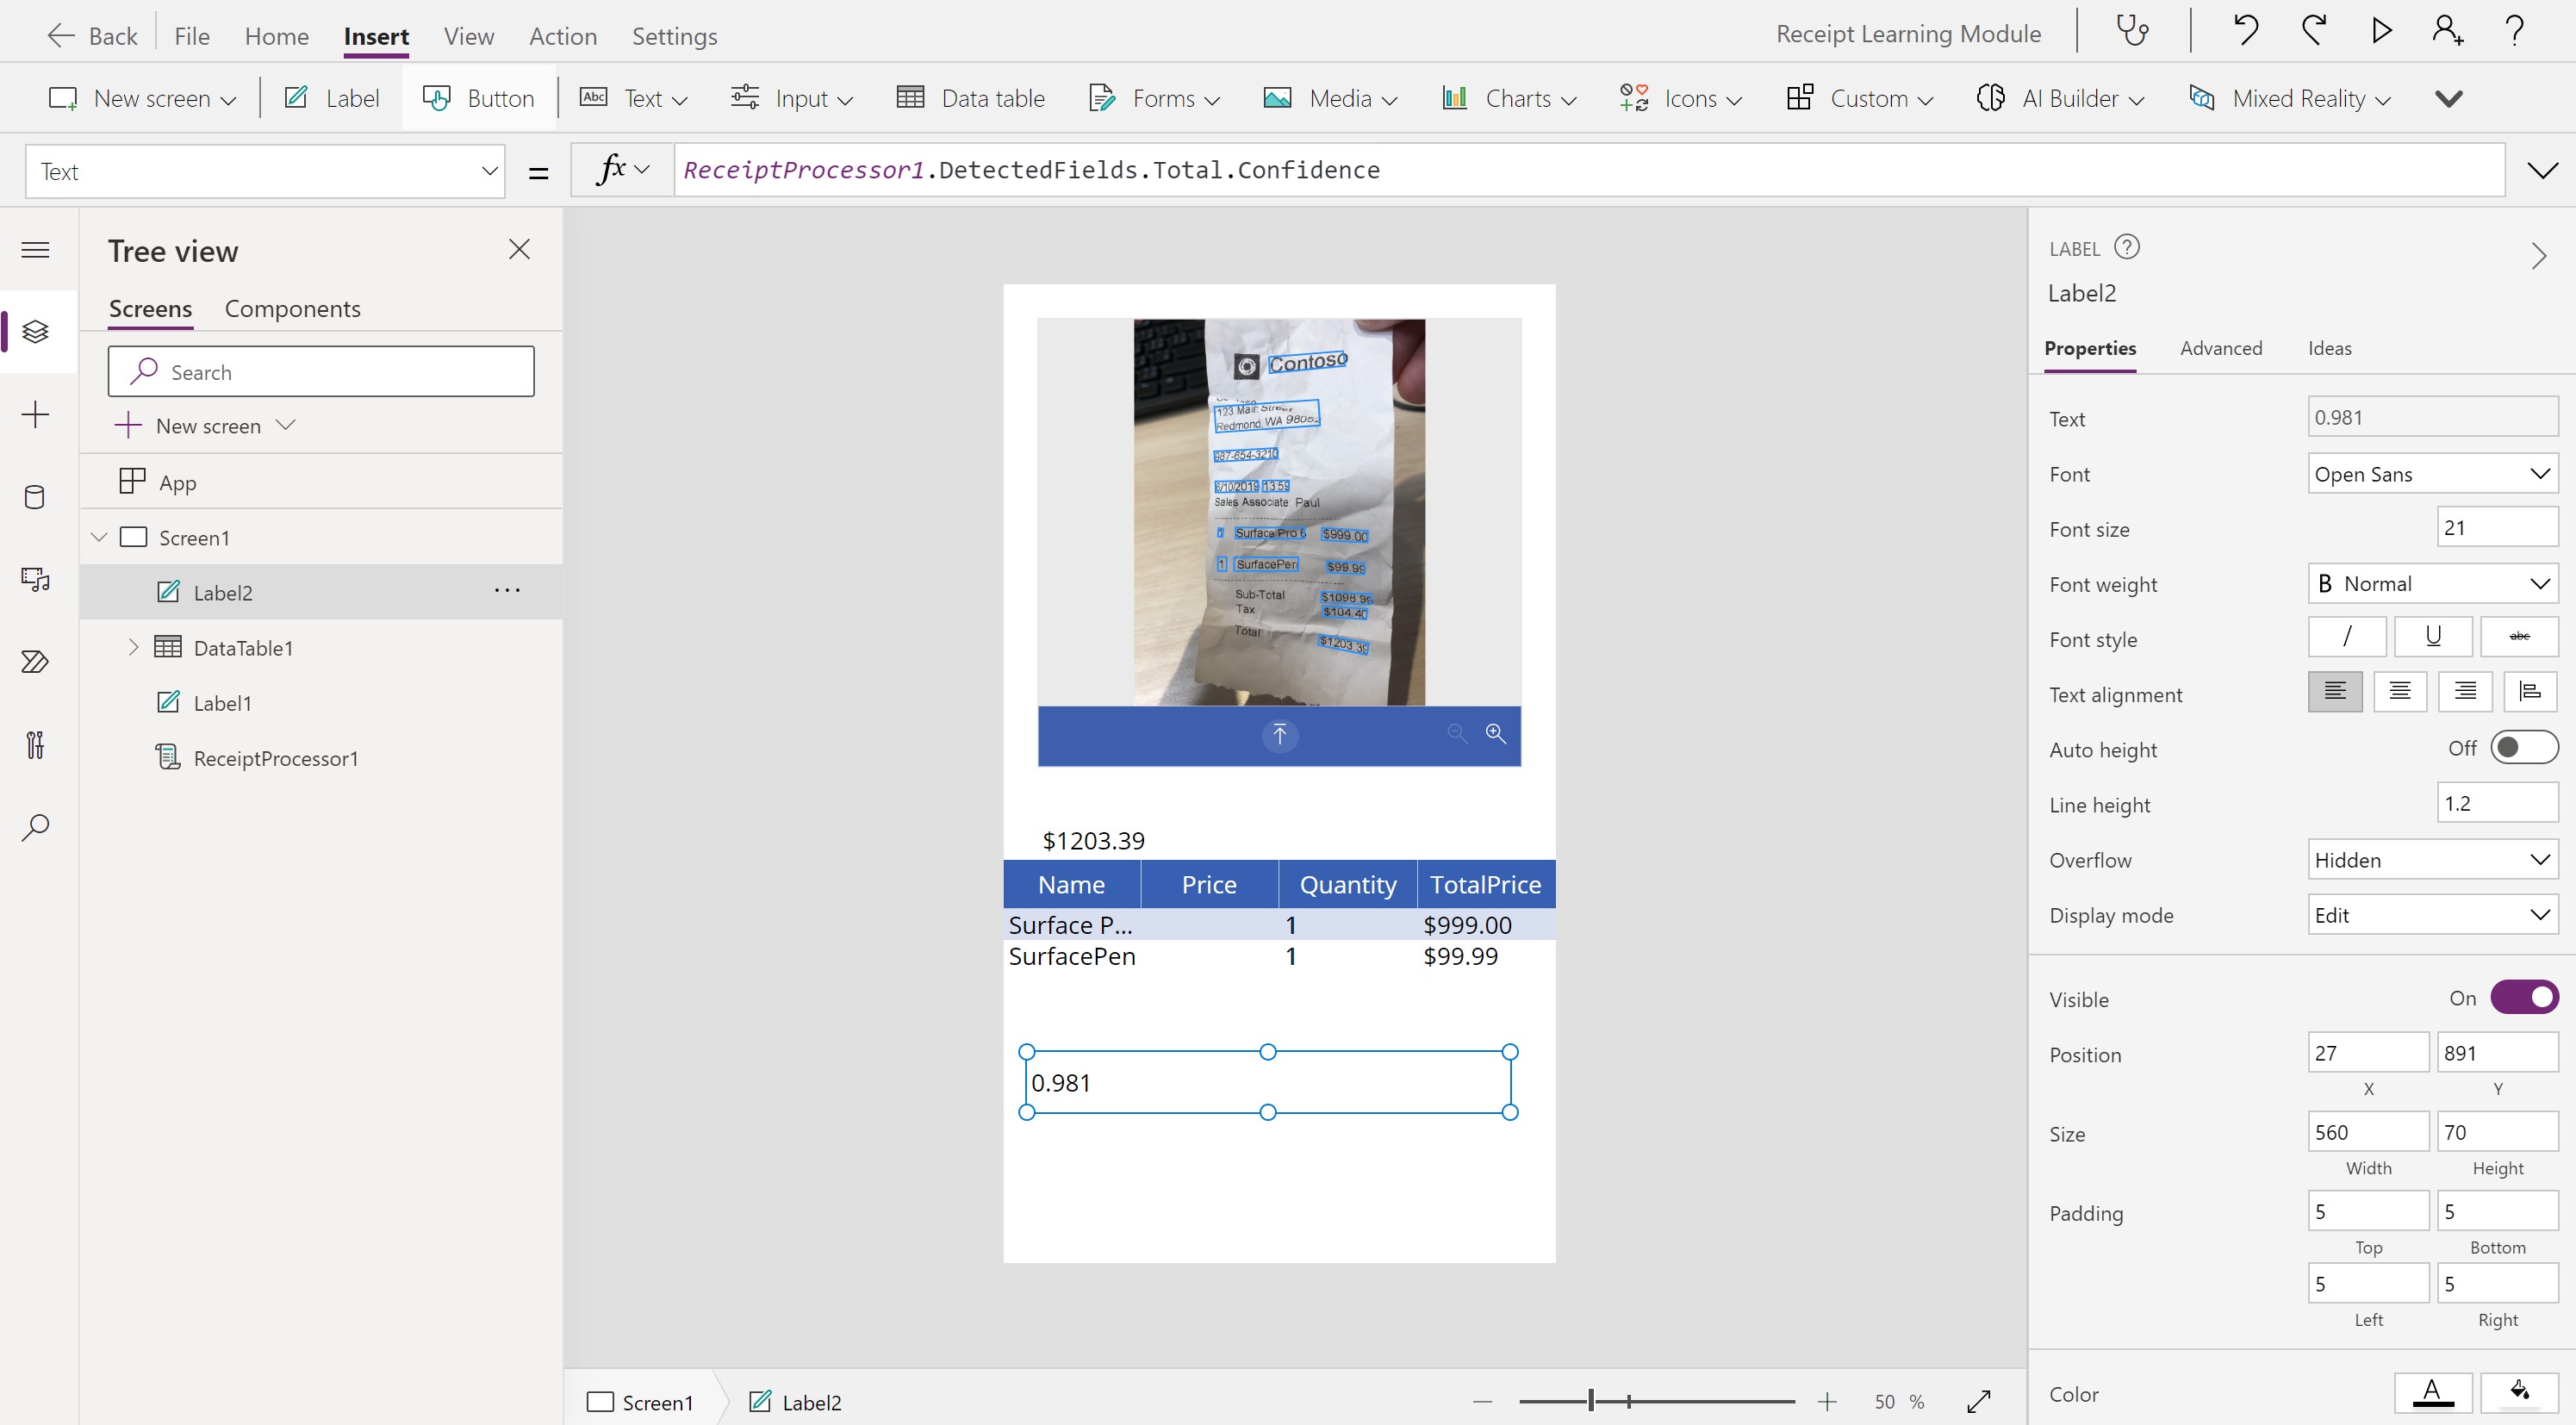 Back
File
Home
Insert
View
Action
Settings
Receipt Learning Module
New screen
Label
Button
Abc
Text
Input
Data table
Forms
Media
Charts
Icons
Custom
AI Builder
Mixed Reality
Text
=
fx
ReceiptProcessor1.DetectedFields.Total.Confidence
Tree view
Screens
Components
Search
New screen
App
Screen1
Label2
DataTable1
Label1
ReceiptProcessor1
Contoso
123 Main Street
Redmond, WA
987-654-3210
13:59
Sales Associate: Paul
Surface Pro 6 $999.00
1 SurfacePen $99.99
Sub-Total $1098.99
Tax $104.40
Total $1203.39
$1203.39
Name Price Quantity TotalPrice
Surface P... 1 $999.00
SurfacePen 1 $99.99
0.981
Screen1
Label2
50 %
LABEL
Label2
Properties
Advanced
Ideas
Text 0.981
Font Open Sans
Font size 21
Font weight B Normal
Font style / U abc
Text alignment
Auto height Off
Line height 1.2
Overflow Hidden
Display mode Edit
Visible On
Position 27 891
X Y
Size 560 70
Width Height
Padding 5 5
Top Bottom
5 5
Left Right
Color A